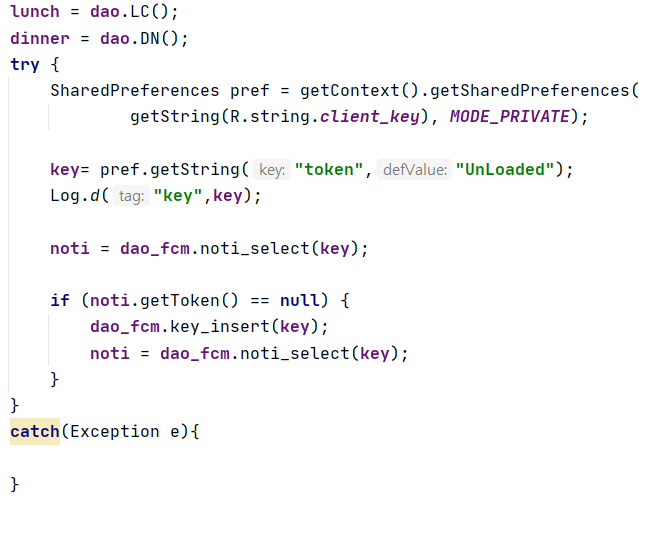 lunch = dao.LC();
dinner = dao.DN();
try {
SharedPreferences pref = getContext().getSharedPreferences(
getString(R.string.client_key), MODE_PRIVATE);
key= pref.getString( key: "token", defValue: "UnLoaded");
Log.d( tag: "key",key);
noti = dao_fcm.noti_select(key);
if (noti.getToken() == null) {
dao_fcm.key_insert(key);
noti = dao_fcm.noti_select(key);
}
}
catch(Exception e){
}